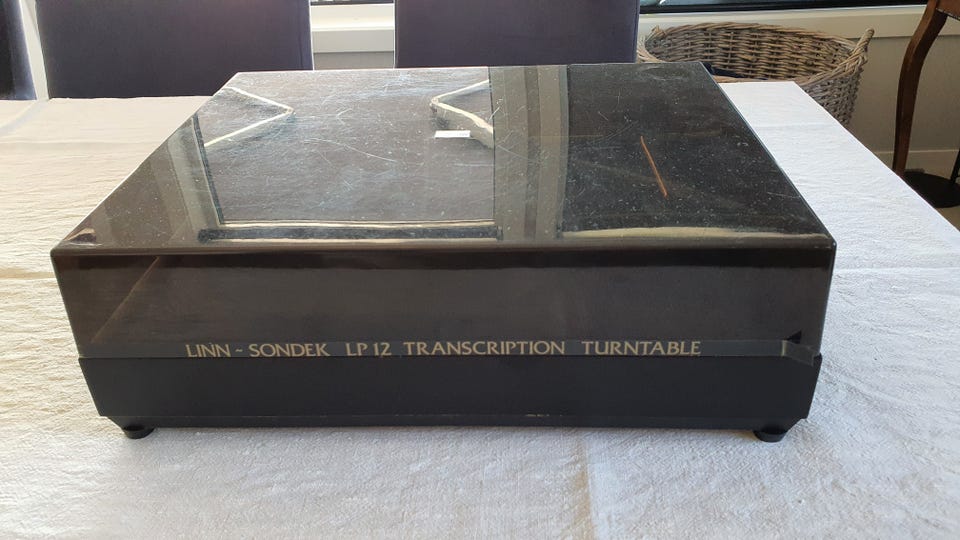 LINN ~ SONDEK LP 12 TRANSCRIPTION TURNTABLE